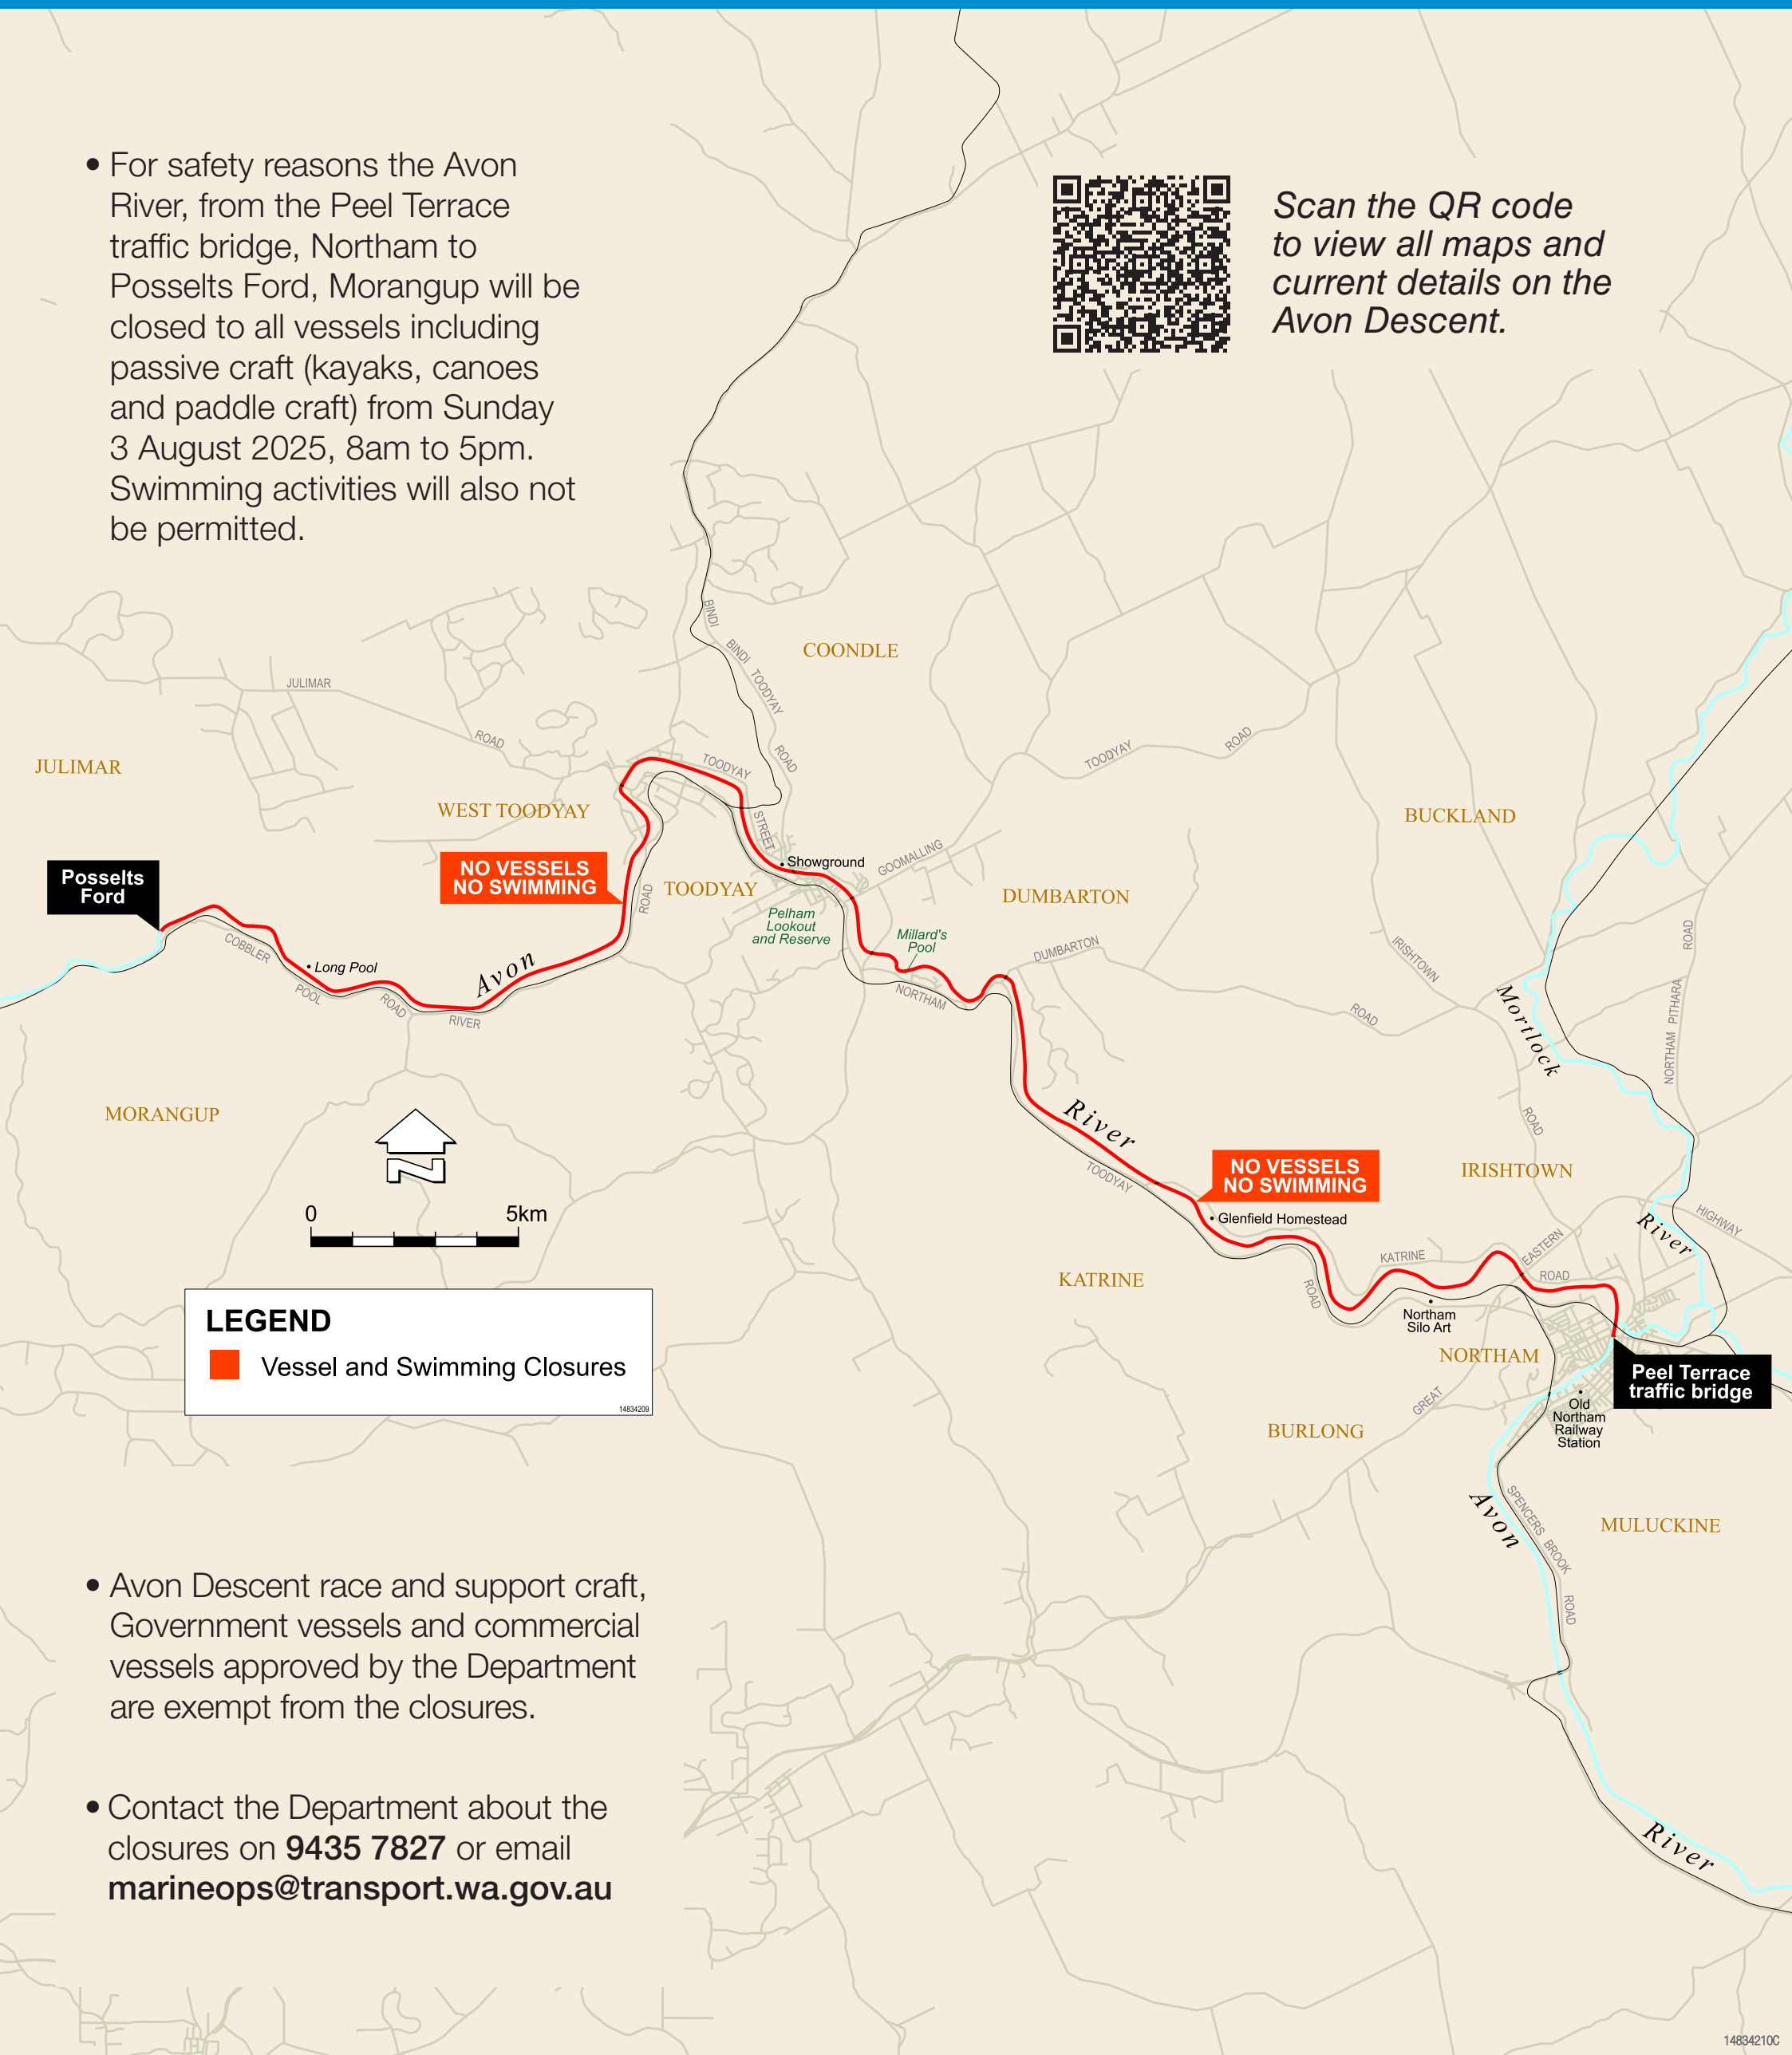 • For safety reasons the Avon
River, from the Peel Terrace
traffic bridge, Northam to
Posselts Ford, Morangup will be
closed to all vessels including
passive craft (kayaks, canoes
and paddle craft) from Sunday
3 August 2025, 8am to 5pm.
Swimming activities will also not
be permitted.
Scan the QR code
to view all maps and
current details on the
Avon Descent.
BINDI
BINDI TOODYAY
ROAD
COONDLE
JULIMAR
ROAD
JULIMAR
TOODYAY
STREET
TOODYAY
ROAD
WEST TOODYAY
BUCKLAND
NO VESSELS
NO SWIMMING
Posselts
Ford
Showground
GOOMALLING
TOODYAY
ROAD
DUMBARTON
Pelham
Lookout
and Reserve
Millard's
Pool
DUMBARTON
ROAD
IRISHTOWN
ROAD
ROAD
NORTHAM PITHARA
COBBLER
POOL
ROAD
RIVER
Long Pool
Avon
NORTHAM
Mortlock
River
MORANGUP
River
TOODYAY
ROAD
NO VESSELS
NO SWIMMING
Glenfield Homestead
IRISHTOWN
HIGHWAY
EASTERN
KATRINE
ROAD
0 5km
N
KATRINE
Northam
Silo Art
NORTHAM
Peel Terrace
traffic bridge
GREAT
Old
Northam
Railway
Station
BURLONG
LEGEND
Vessel and Swimming Closures
14834209
Avon
SPENCERS BROOK
ROAD
MULUCKINE
River
• Avon Descent race and support craft,
Government vessels and commercial
vessels approved by the Department
are exempt from the closures.
• Contact the Department about the
closures on 9435 7827 or email
marineops@transport.wa.gov.au
14834210C